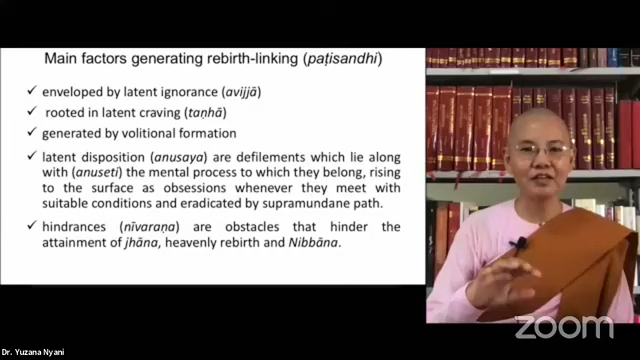 Main factors generating rebirth-linking (paṭisandhi)
✓ enveloped by latent ignorance (avijjā)
✓ rooted in latent craving (taṇhā)
✓ generated by volitional formation
✓ latent disposition (anusaya) are defilements which lie along
with (anuseti) the mental process to which they belong, rising
to the surface as obsessions whenever they meet with
suitable conditions and eradicated by supramundane path.
✓ hindrances (nīvaraṇa) are obstacles that hinder the
attainment of jhāna, heavenly rebirth and Nibbāna.
zoom
Dr. Yuzana Nyani